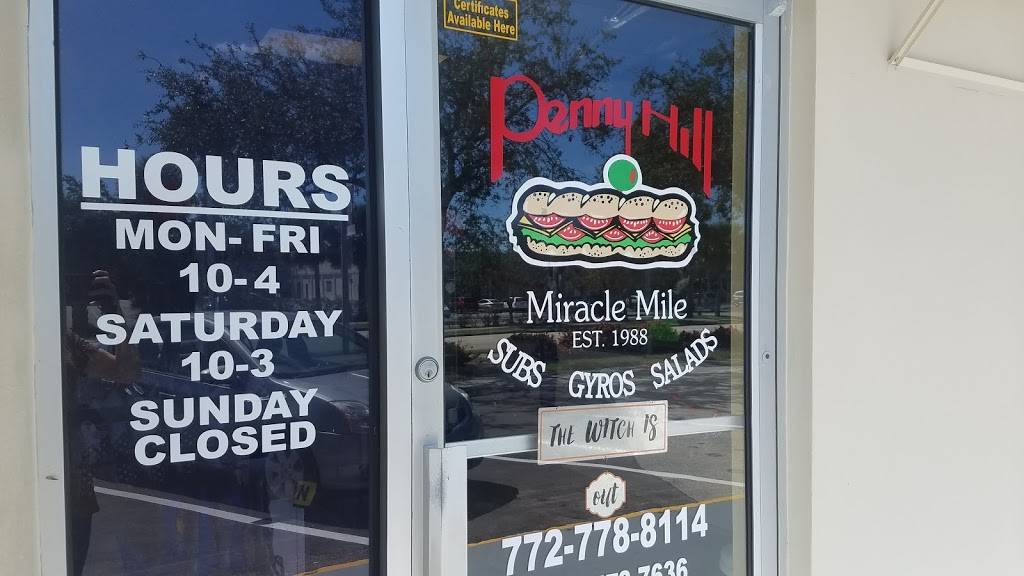 HOURS
MON-FRI
10-4
SATURDAY
10-3
SUNDAY
CLOSED
Certificates
Available Here
Penny Hill
Miracle Mile
EST. 1988
SUBS GYROS SALADS
THE WITCH IS
out
772-778-8114
7636